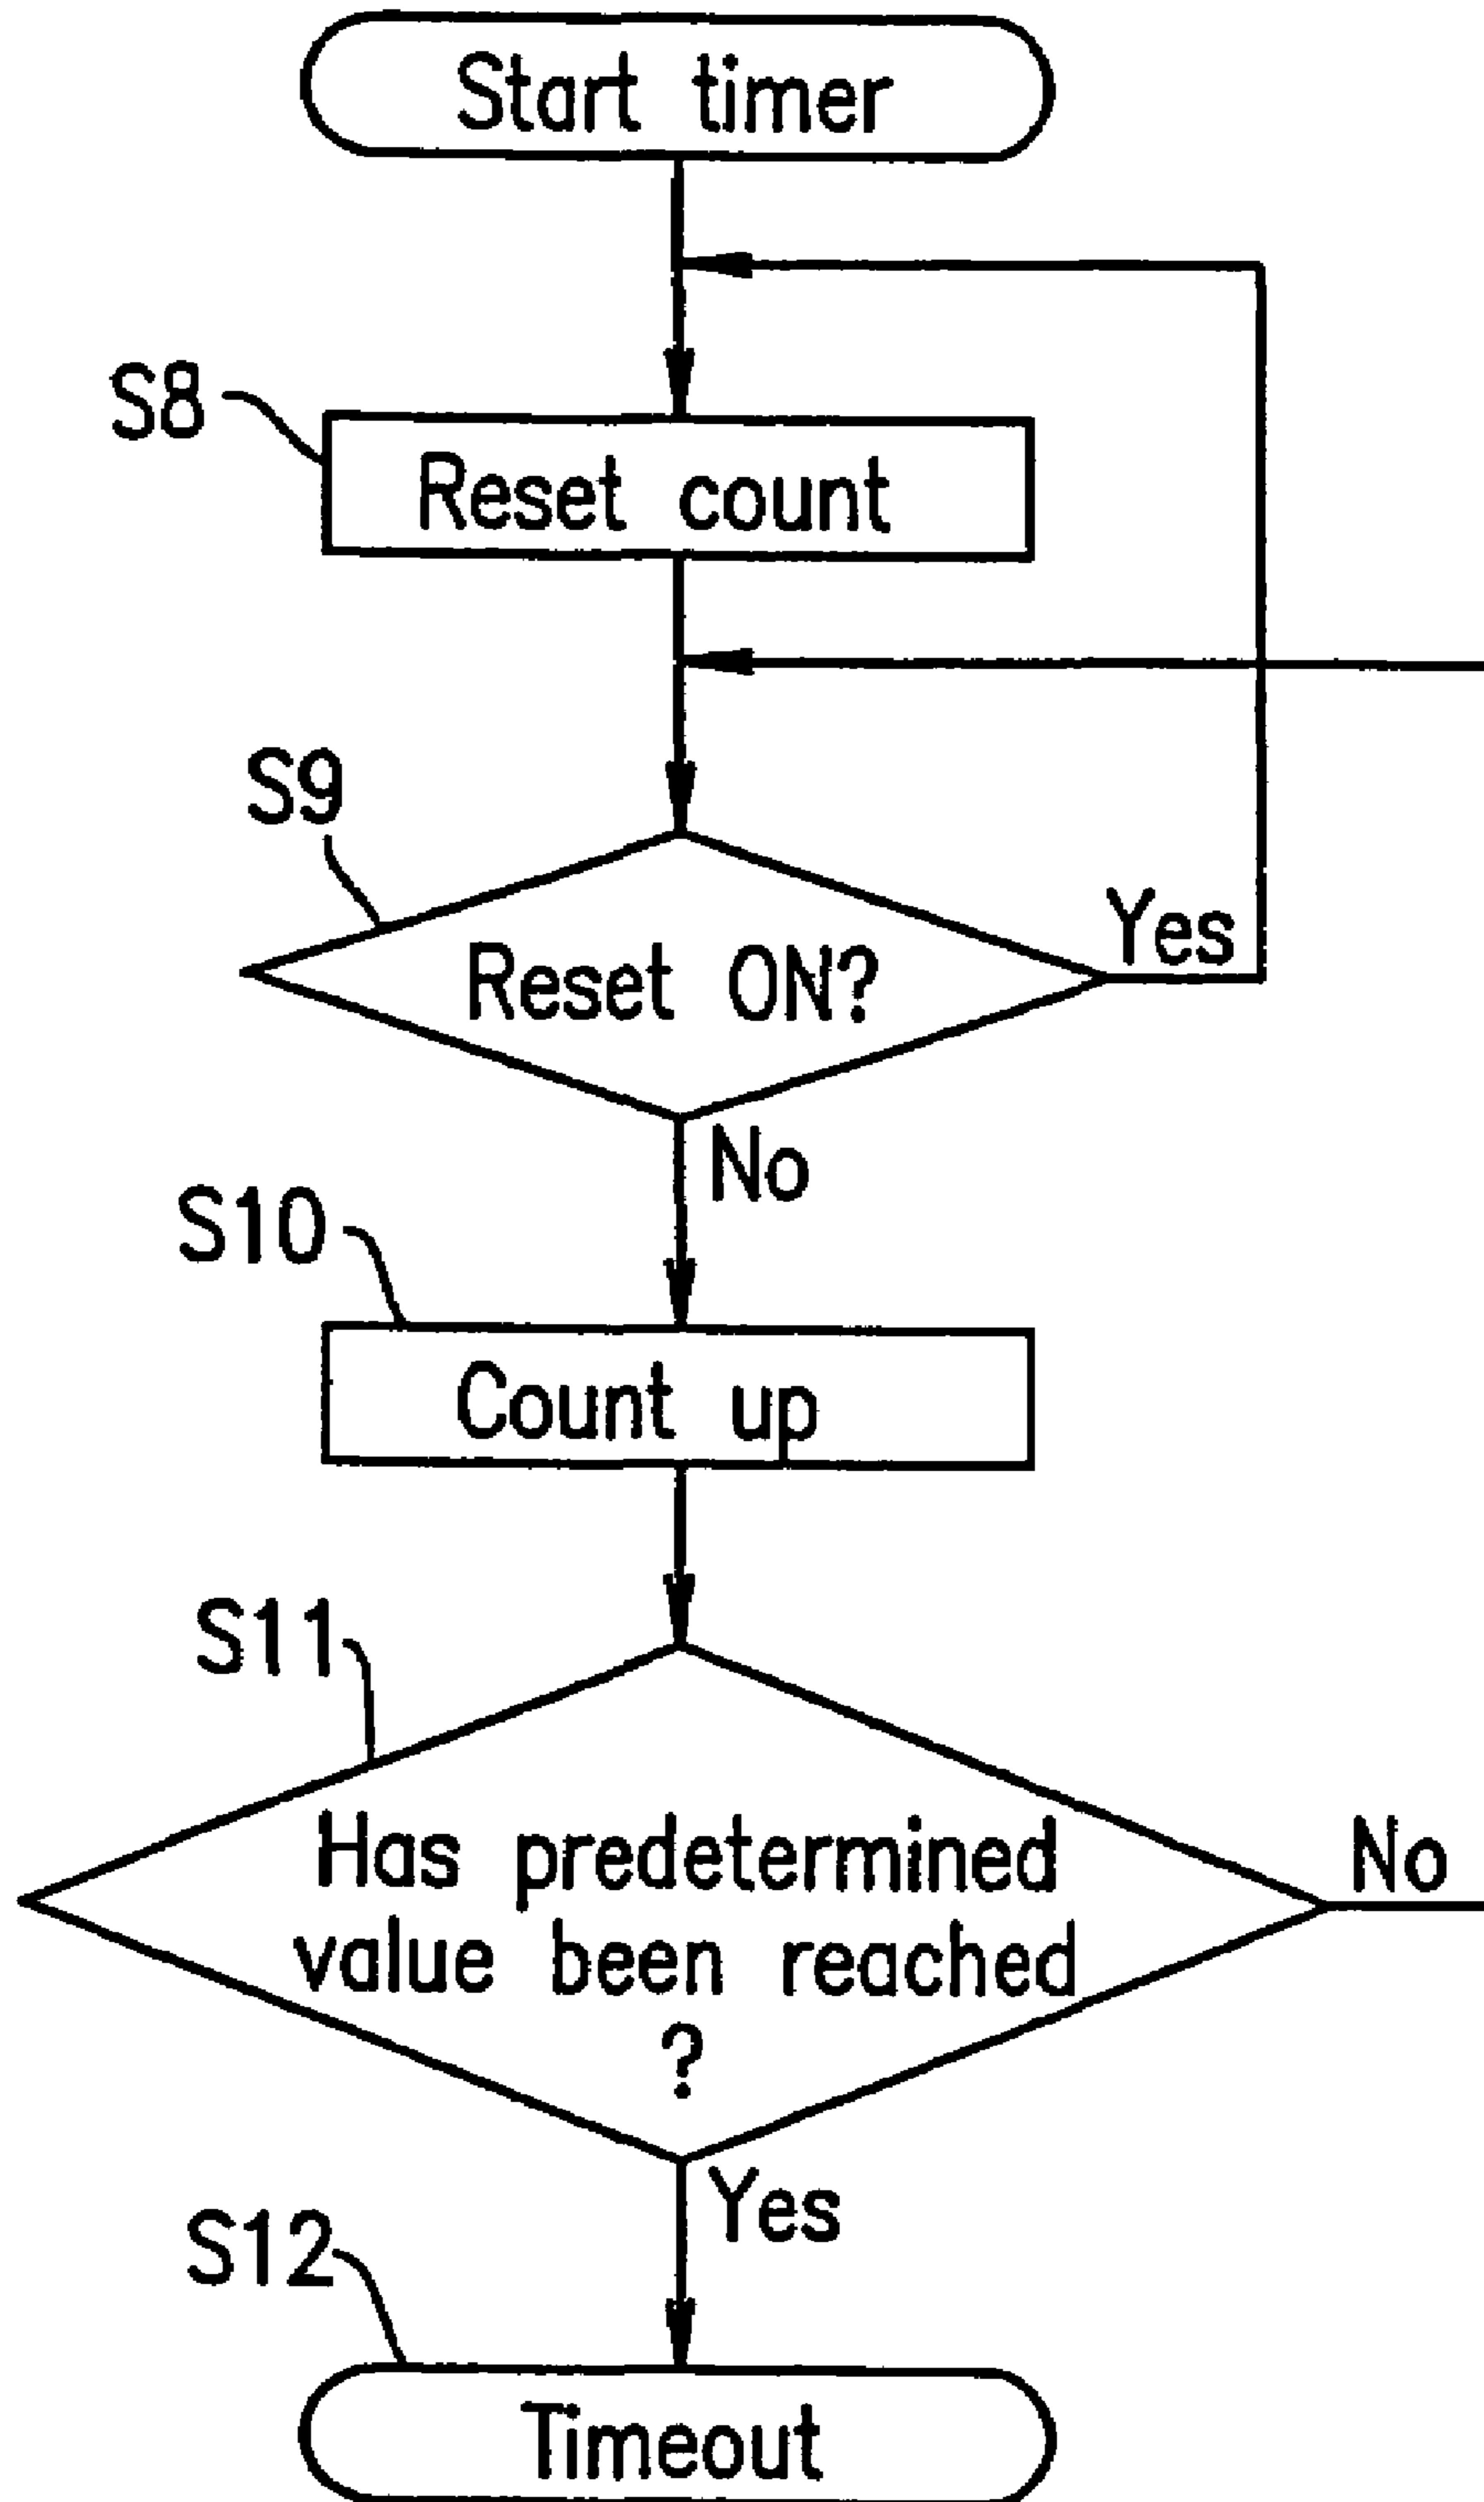 Start timer
S8
Reset count
S9
Reset ON?
Yes
No
S10
Count up
S11
Has predetermined
value been reached
?
No
Yes
S12
Timeout